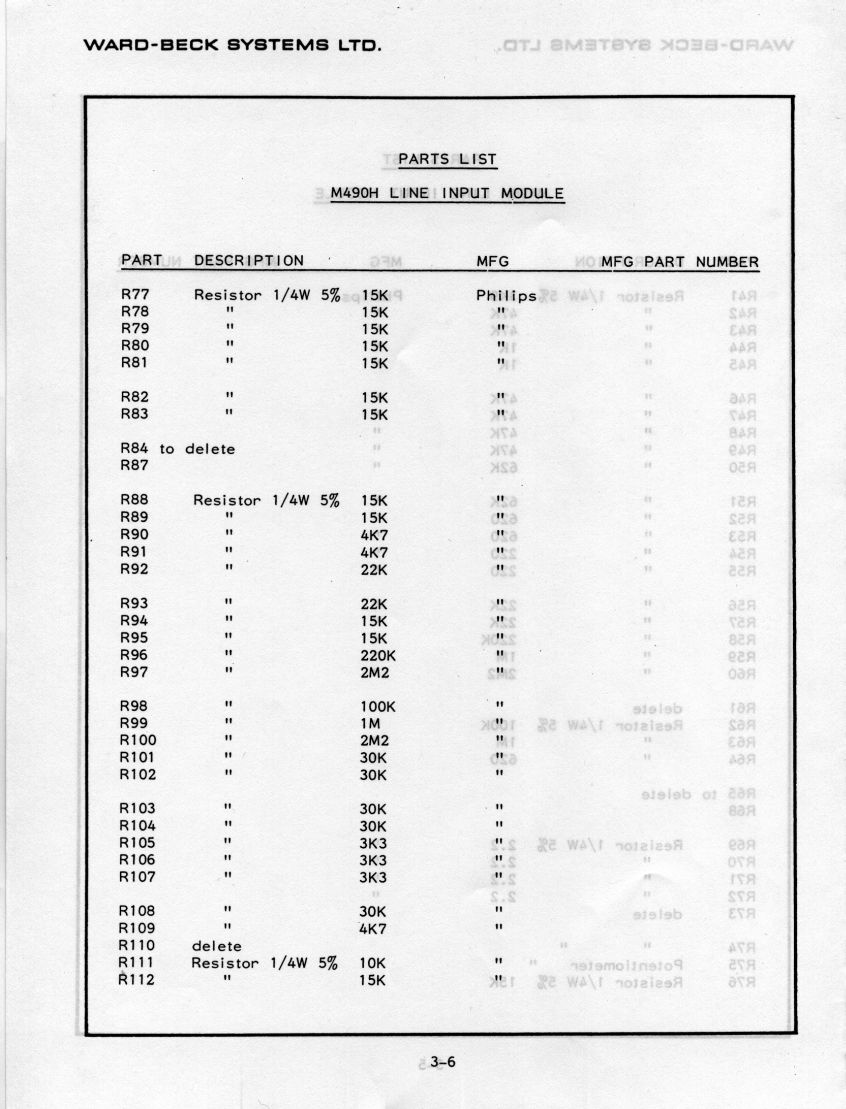 WARD-BECK SYSTEMS LTD.
PARTS LIST
M490H LINE INPUT MODULE
PART DESCRIPTION MFG MFG PART NUMBER
R77 Resistor 1/4W 5% 15K Philips
R78 " 15K "
R79 " 15K "
R80 " 15K "
R81 " 15K "
R82 " 15K "
R83 " 15K "
R84 to delete
R87
R88 Resistor 1/4W 5% 15K "
R89 " 15K "
R90 " 4K7 "
R91 " 4K7 "
R92 " 22K "
R93 " 22K "
R94 " 15K "
R95 " 15K "
R96 " 220K "
R97 " 2M2 "
R98 " 100K "
R99 " 1M "
R100 " 2M2 "
R101 " 30K "
R102 " 30K "
R103 " 30K "
R104 " 30K "
R105 " 3K3 "
R106 " 3K3 "
R107 " 3K3 "
R108 " 30K "
R109 " 4K7 "
R110 delete
R111 Resistor 1/4W 5% 10K "
R112 " 15K "
3-6